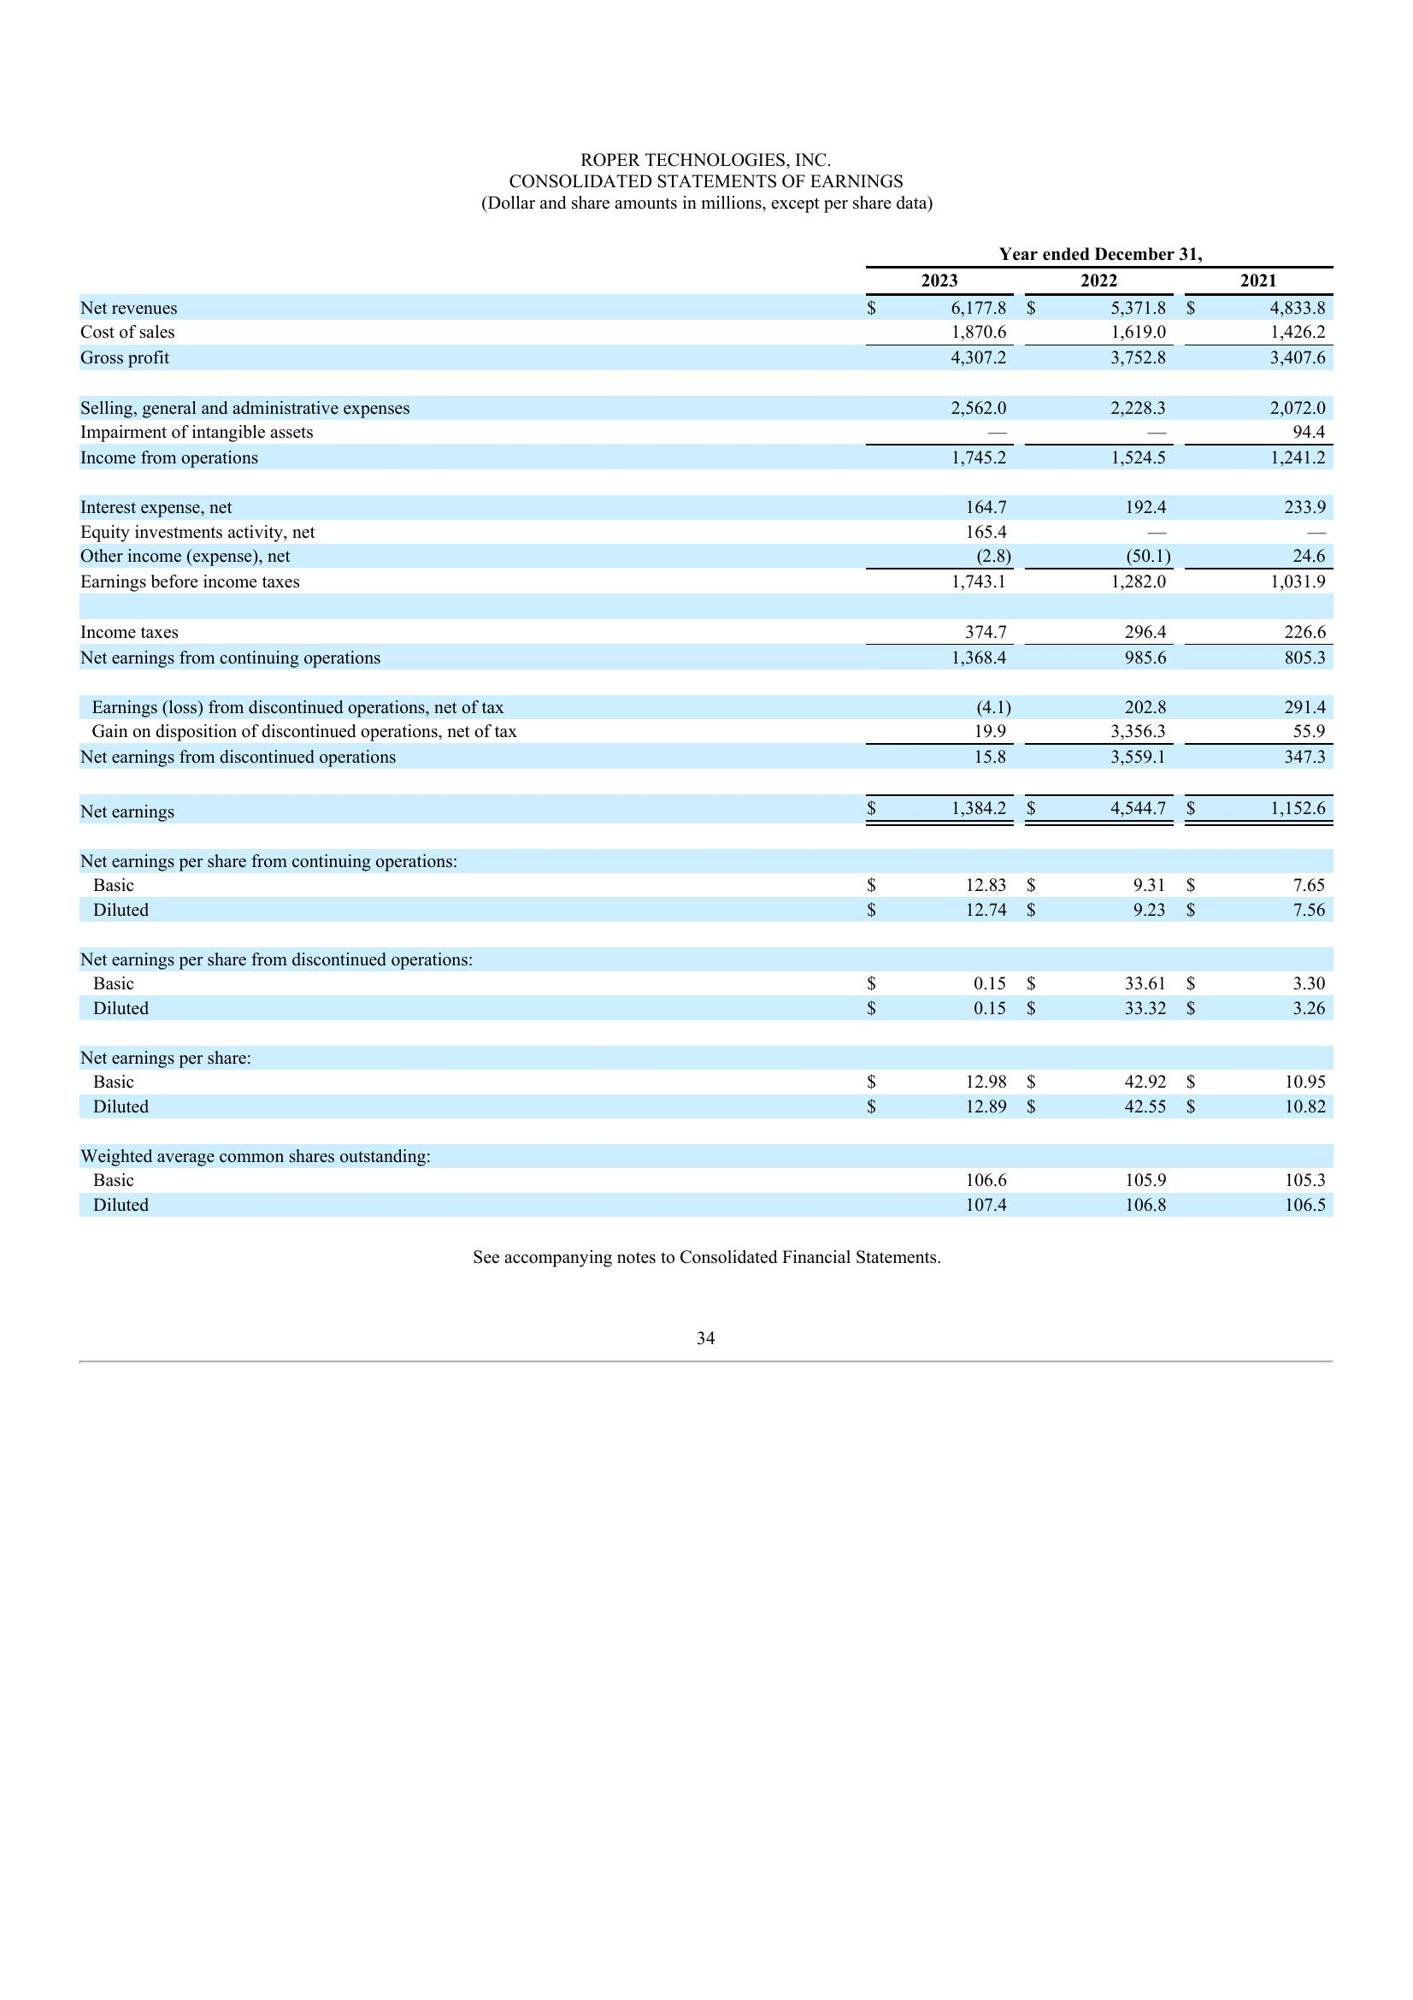 ROPER TECHNOLOGIES, INC.
CONSOLIDATED STATEMENTS OF EARNINGS
(Dollar and share amounts in millions, except per share data)
Year ended December 31,
2023 2022 2021
Net revenues $ 6,177.8 $ 5,371.8 $ 4,833.8
Cost of sales 1,870.6 1,619.0 1,426.2
Gross profit 4,307.2 3,752.8 3,407.6
Selling, general and administrative expenses 2,562.0 2,228.3 2,072.0
Impairment of intangible assets — — 94.4
Income from operations 1,745.2 1,524.5 1,241.2
Interest expense, net 164.7 192.4 233.9
Equity investments activity, net 165.4 — —
Other income (expense), net (2.8) (50.1) 24.6
Earnings before income taxes 1,743.1 1,282.0 1,031.9
Income taxes 374.7 296.4 226.6
Net earnings from continuing operations 1,368.4 985.6 805.3
Earnings (loss) from discontinued operations, net of tax (4.1) 202.8 291.4
Gain on disposition of discontinued operations, net of tax 19.9 3,356.3 55.9
Net earnings from discontinued operations 15.8 3,559.1 347.3
Net earnings $ 1,384.2 $ 4,544.7 $ 1,152.6
Net earnings per share from continuing operations:
Basic $ 12.83 $ 9.31 $ 7.65
Diluted $ 12.74 $ 9.23 $ 7.56
Net earnings per share from discontinued operations:
Basic $ 0.15 $ 33.61 $ 3.30
Diluted $ 0.15 $ 33.32 $ 3.26
Net earnings per share:
Basic $ 12.98 $ 42.92 $ 10.95
Diluted $ 12.89 $ 42.55 $ 10.82
Weighted average common shares outstanding:
Basic 106.6 105.9 105.3
Diluted 107.4 106.8 106.5
See accompanying notes to Consolidated Financial Statements.
34